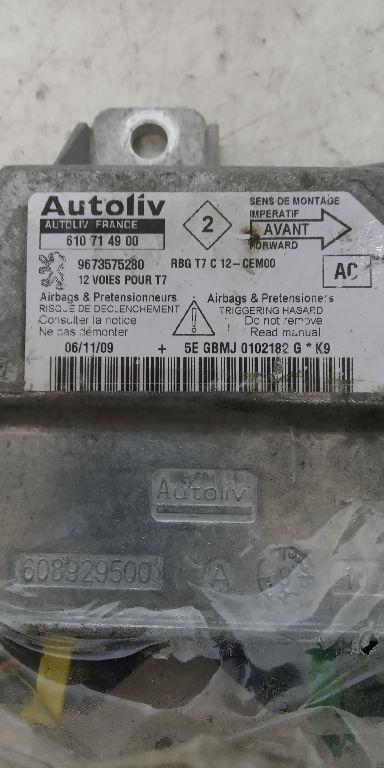 Autoliv
AUTOLIV FRANCE
610 71 49 00
2
SENS DE MONTAGE
IMPERATIF
AVANT
FORWARD
9673575280 RBG T7 C 12-CEM00
12 VOIES POUR T7
AC
Airbags & Pretensionneurs
RISQUE DE DECLENCHEMENT
Consulter la notice
Ne pas démonter
Airbags & Pretensioners
TRIGGERING HASARD
Do not remove
Read manual
06/11/09 + 5E GBMJ 0102182 G * K9
Autoliv
608929500
A